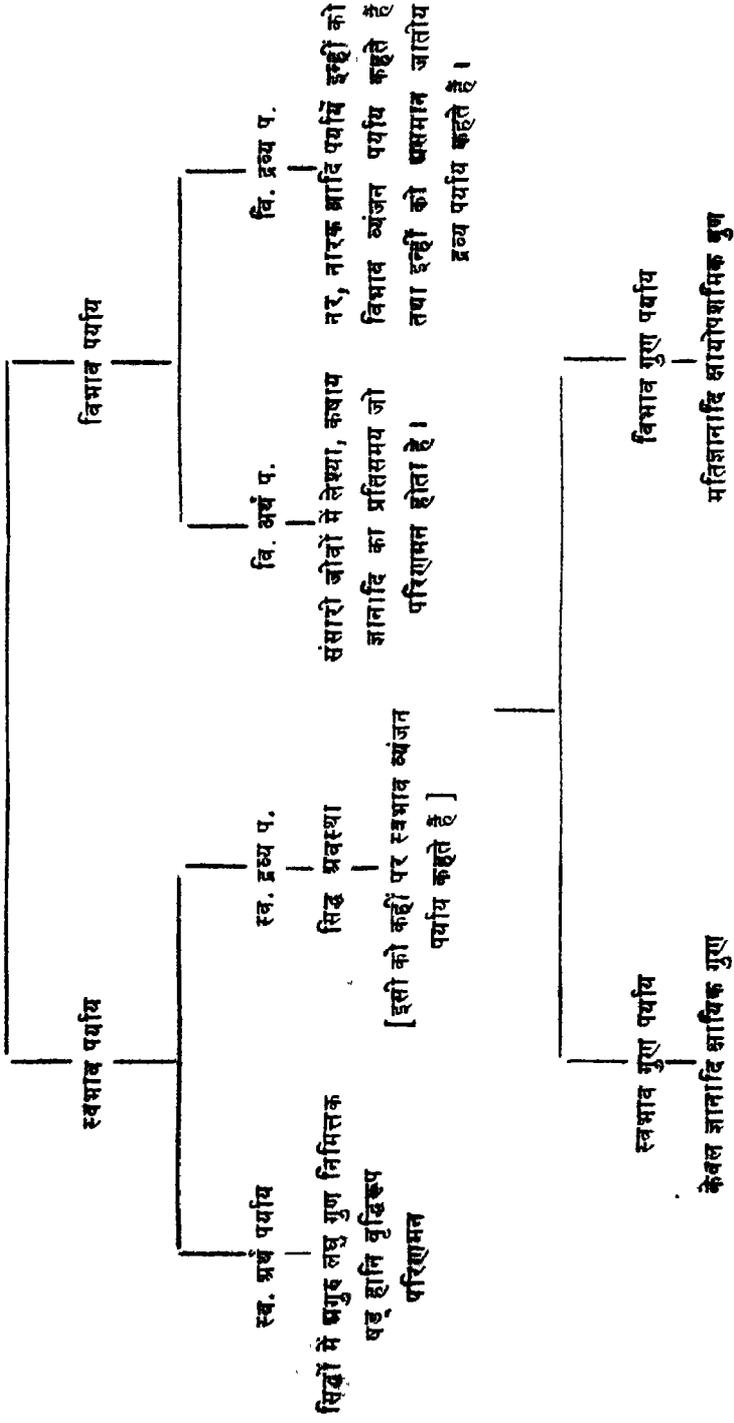 स्वभाव पर्याय
विभाव पर्याय
स्व. अर्थ पर्याय
स्व. द्रव्य प.
वि. अर्थ प.
वि. द्रव्य प.
सिद्धों में अगुरु लघु गुण निमित्तक
षड् हानि वृद्धिरूप
परिणमन
सिद्ध अवस्था
[इसी को कहीं पर स्वभाव व्यंजन
पर्याय कहते हैं]
संसारी जीवों में लेश्या, कषाय
ज्ञानादि का प्रतिसमय जो
परिणमन होता है।
नर, नारक आदि पर्यायें इन्हीं को
विभाव व्यंजन पर्याय कहते हैं
तथा इन्हीं को असमान जातीय
द्रव्य पर्याय कहते हैं।
स्वभाव गुण पर्याय
केवल ज्ञानादि क्षायिक गुण
विभाव गुण पर्याय
मतिज्ञानादि क्षायोपशमिक गुण